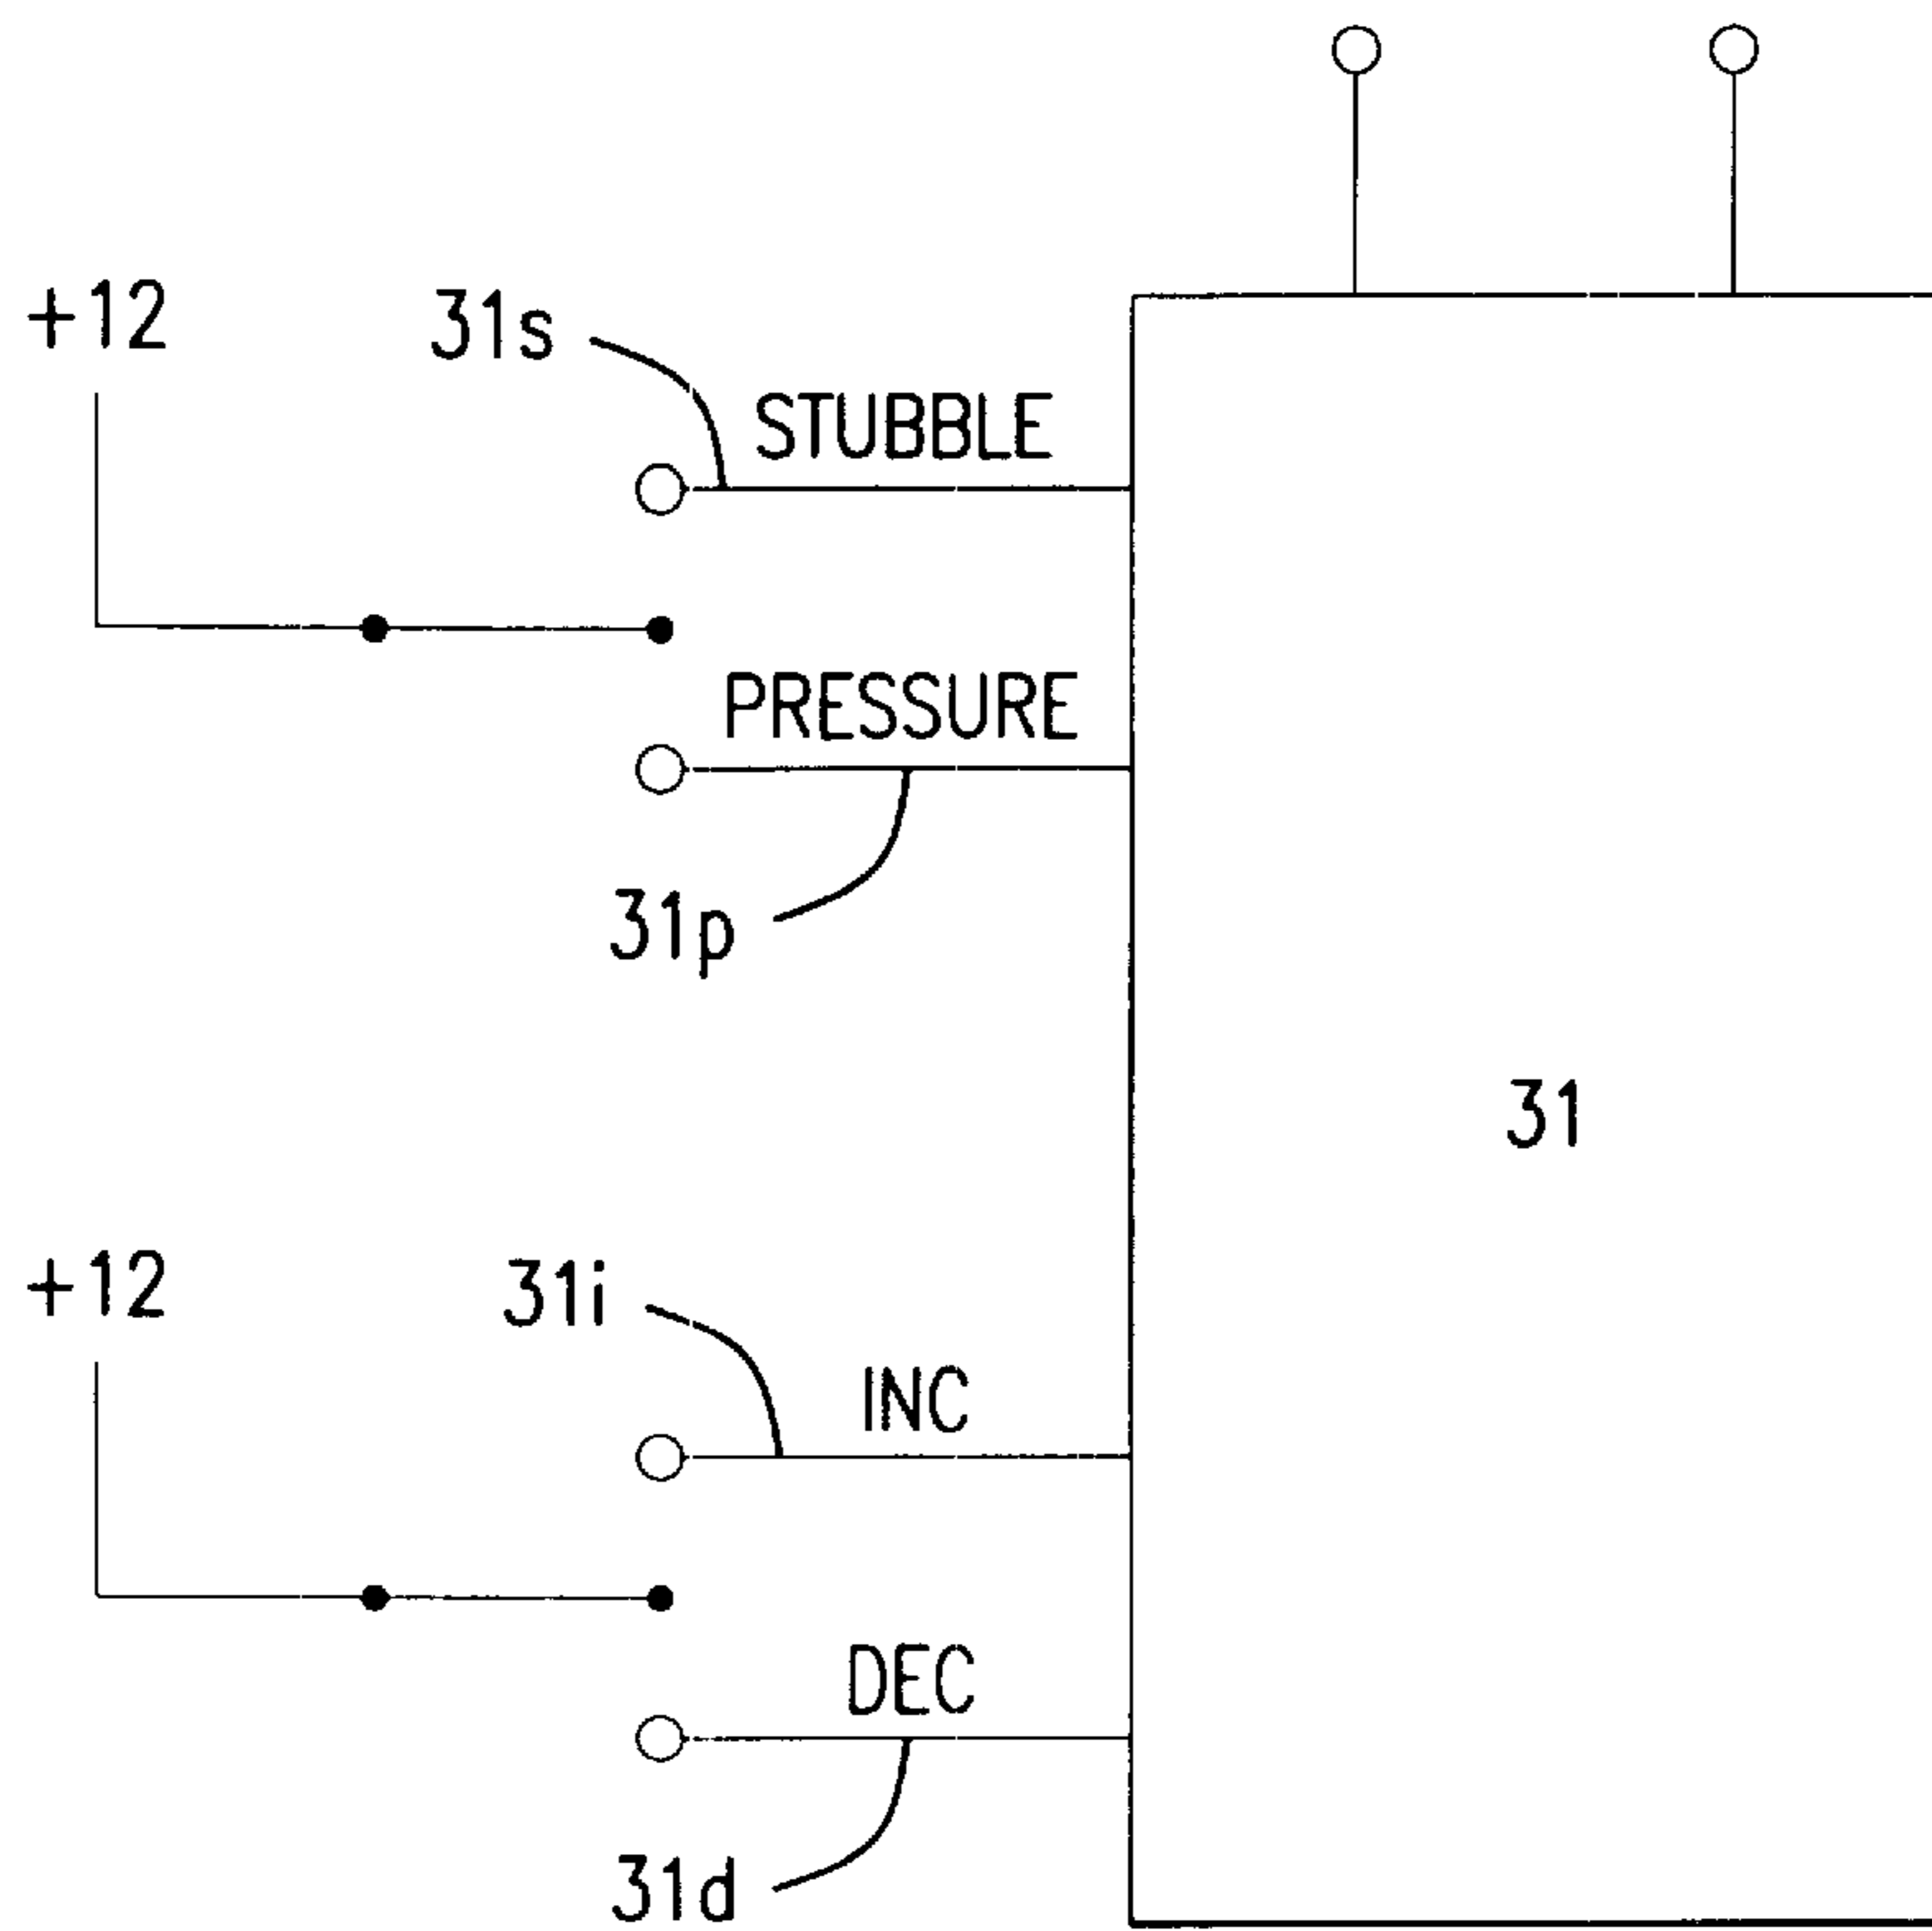 +12
31s
STUBBLE
PRESSURE
31p
31
+12
31i
INC
DEC
31d